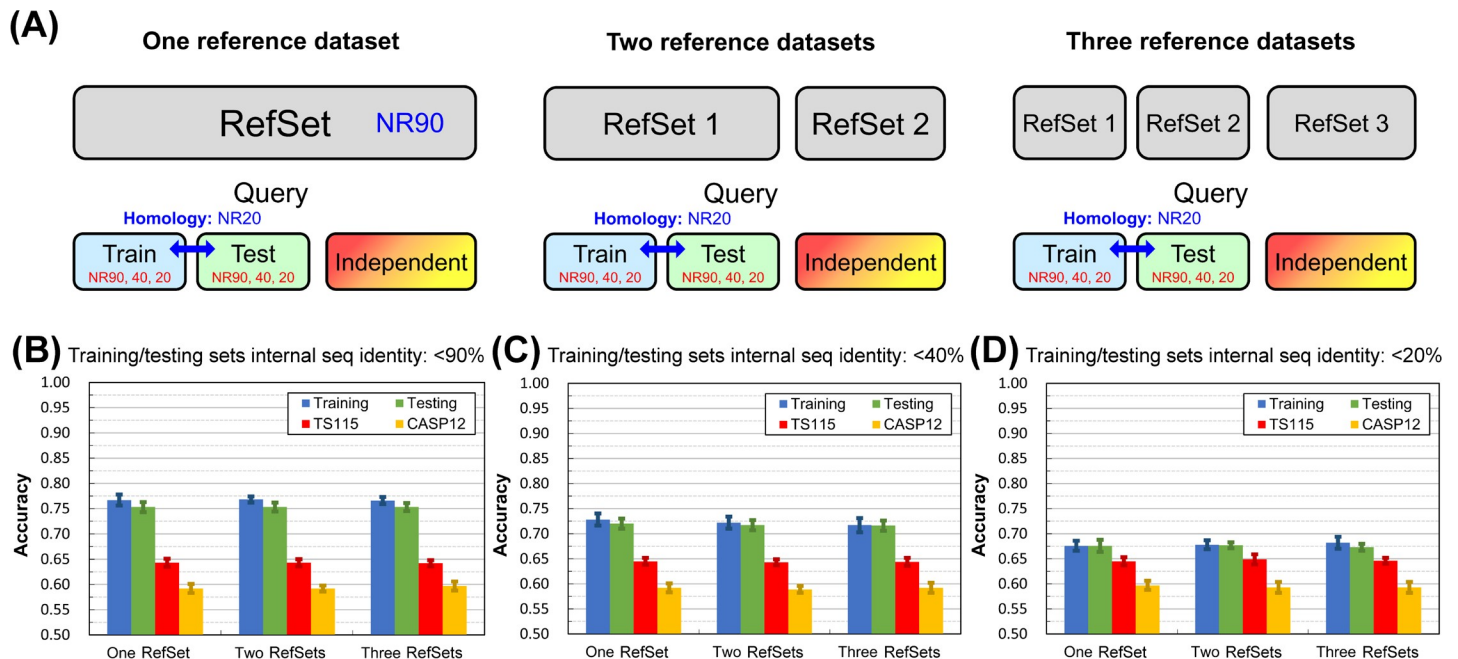 (A)
One reference dataset
Two reference datasets
Three reference datasets
RefSet NR90
RefSet 1
RefSet 2
RefSet 1
RefSet 2
RefSet 3
Query
Homology: NR20
Train
NR90, 40, 20
Test
NR90, 40, 20
Independent
Query
Homology: NR20
Train
NR90, 40, 20
Test
NR90, 40, 20
Independent
Query
Homology: NR20
Train
NR90, 40, 20
Test
NR90, 40, 20
Independent
(B) Training/testing sets internal seq identity: <90%
Accuracy
1.00
0.95
0.90
0.85
0.80
0.75
0.70
0.65
0.60
0.55
0.50
Training Testing
TS115 CASP12
One RefSet Two RefSets Three RefSets
(C) Training/testing sets internal seq identity: <40%
Accuracy
1.00
0.95
0.90
0.85
0.80
0.75
0.70
0.65
0.60
0.55
0.50
Training Testing
TS115 CASP12
One RefSet Two RefSets Three RefSets
(D) Training/testing sets internal seq identity: <20%
Accuracy
1.00
0.95
0.90
0.85
0.80
0.75
0.70
0.65
0.60
0.55
0.50
Training Testing
TS115 CASP12
One RefSet Two RefSets Three RefSets